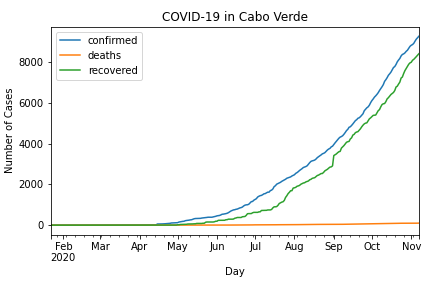 COVID-19 in Cabo Verde
confirmed
deaths
recovered
Number of Cases
8000
6000
4000
2000
0
Feb Mar Apr May Jun Jul Aug Sep Oct Nov
2020
Day